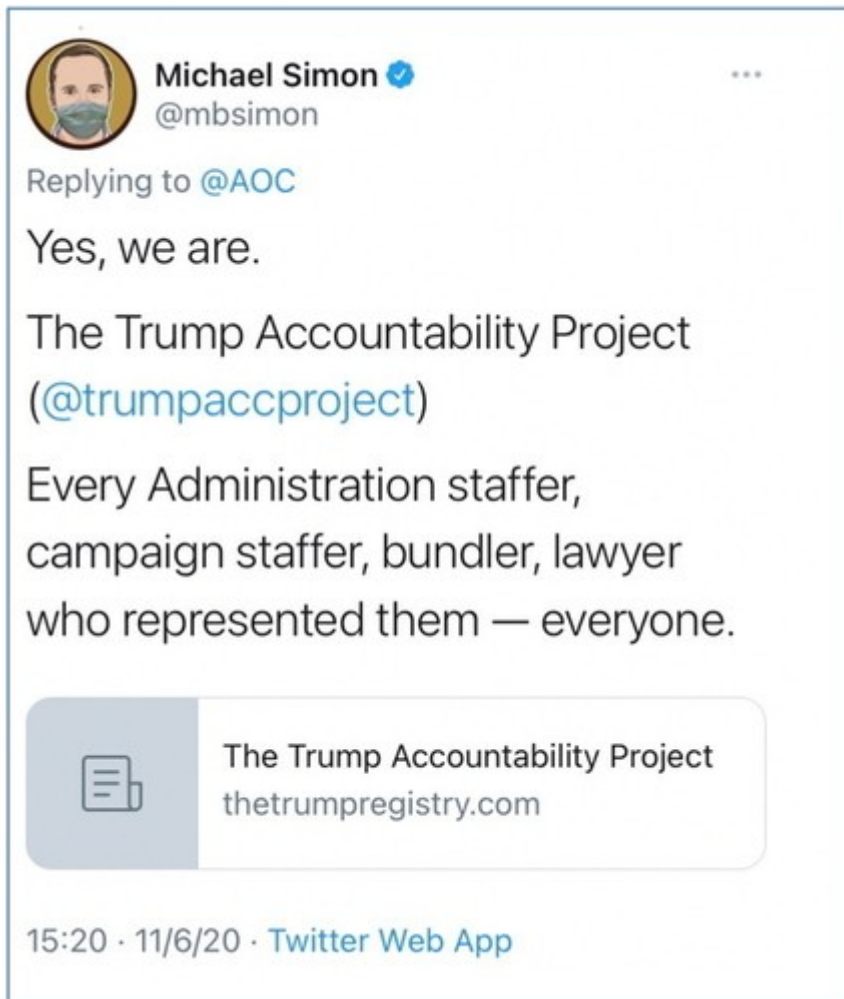 Michael Simon
@mbsimon
Replying to @AOC
Yes, we are.
The Trump Accountability Project
(@trumpaccproject)
Every Administration staffer,
campaign staffer, bundler, lawyer
who represented them — everyone.
The Trump Accountability Project
thetrumpregistry.com
15:20 · 11/6/20 · Twitter Web App